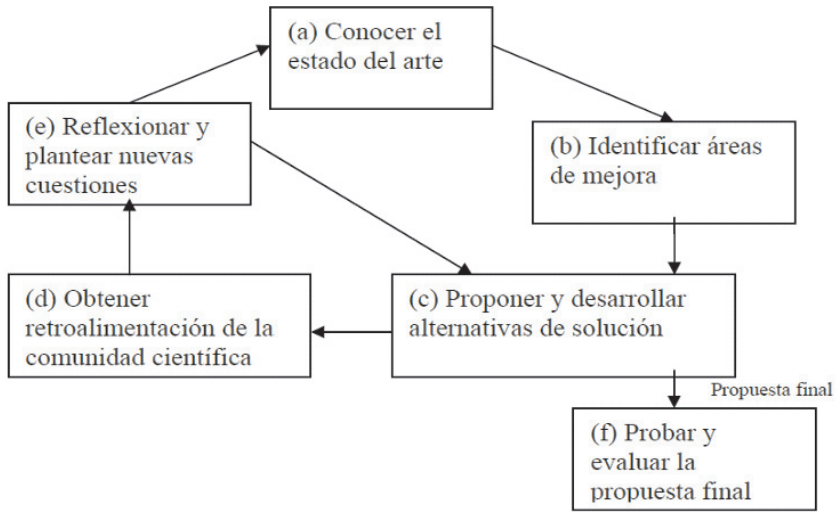 (a) Conocer el
estado del arte
(b) Identificar áreas
de mejora
(c) Proponer y desarrollar
alternativas de solución
(d) Obtener
retroalimentación de la
comunidad científica
(e) Reflexionar y
plantear nuevas
cuestiones
Propuesta final
(f) Probar y
evaluar la
propuesta final